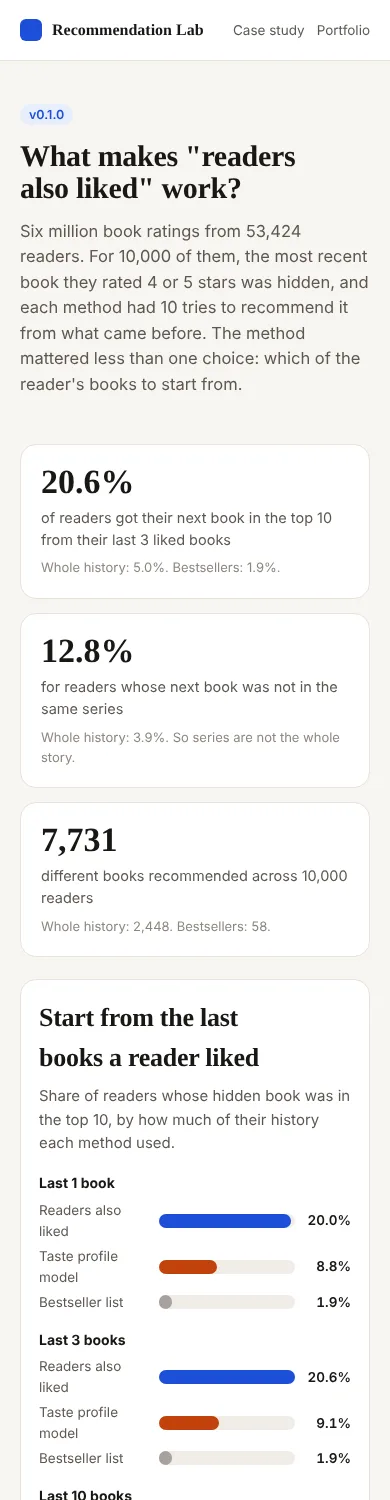 Recommendation Lab
Case study Portfolio
v0.1.0
What makes "readers
also liked" work?
Six million book ratings from 53,424
readers. For 10,000 of them, the most recent
book they rated 4 or 5 stars was hidden, and
each method had 10 tries to recommend it
from what came before. The method
mattered less than one choice: which of the
reader's books to start from.
20.6%
of readers got their next book in the top 10
from their last 3 liked books
Whole history: 5.0%. Bestsellers: 1.9%.
12.8%
for readers whose next book was not in the
same series
Whole history: 3.9%. So series are not the whole
story.
7,731
different books recommended across 10,000
readers
Whole history: 2,448. Bestsellers: 58.
Start from the last
books a reader liked
Share of readers whose hidden book was in
the top 10, by how much of their history
each method used.
Last 1 book
Readers also
liked
20.0%
Taste profile
model
8.8%
Bestseller list
1.9%
Last 3 books
Readers also
liked
20.6%
Taste profile
model
9.1%
Bestseller list
1.9%
Last 10 books